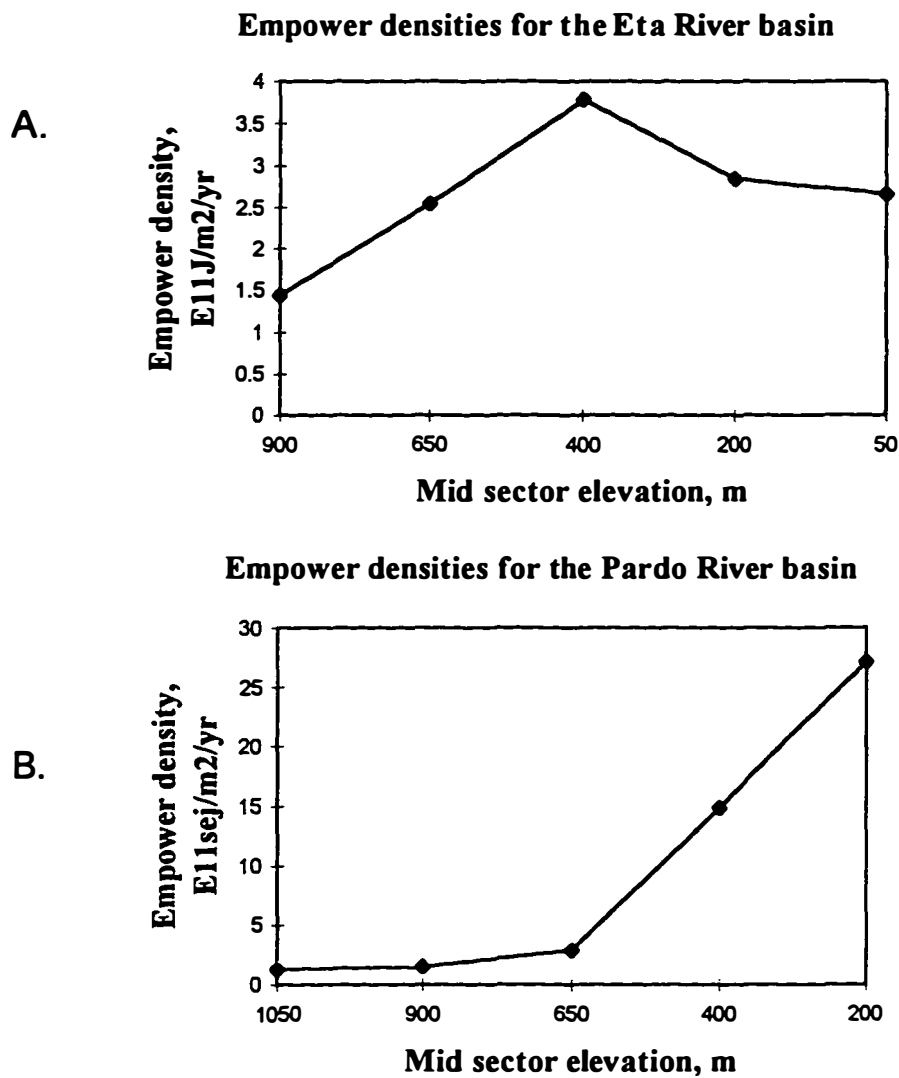 Empower densities for the Eta River basin
A.
Empower density,
E11J/m2/yr
4
3.5
3
2.5
2
1.5
1
0.5
0
900 650 400 200 50
Mid sector elevation, m
Empower densities for the Pardo River basin
B.
Empower density,
E11sej/m2/yr
30
25
20
15
10
5
0
1050 900 650 400 200
Mid sector elevation, m